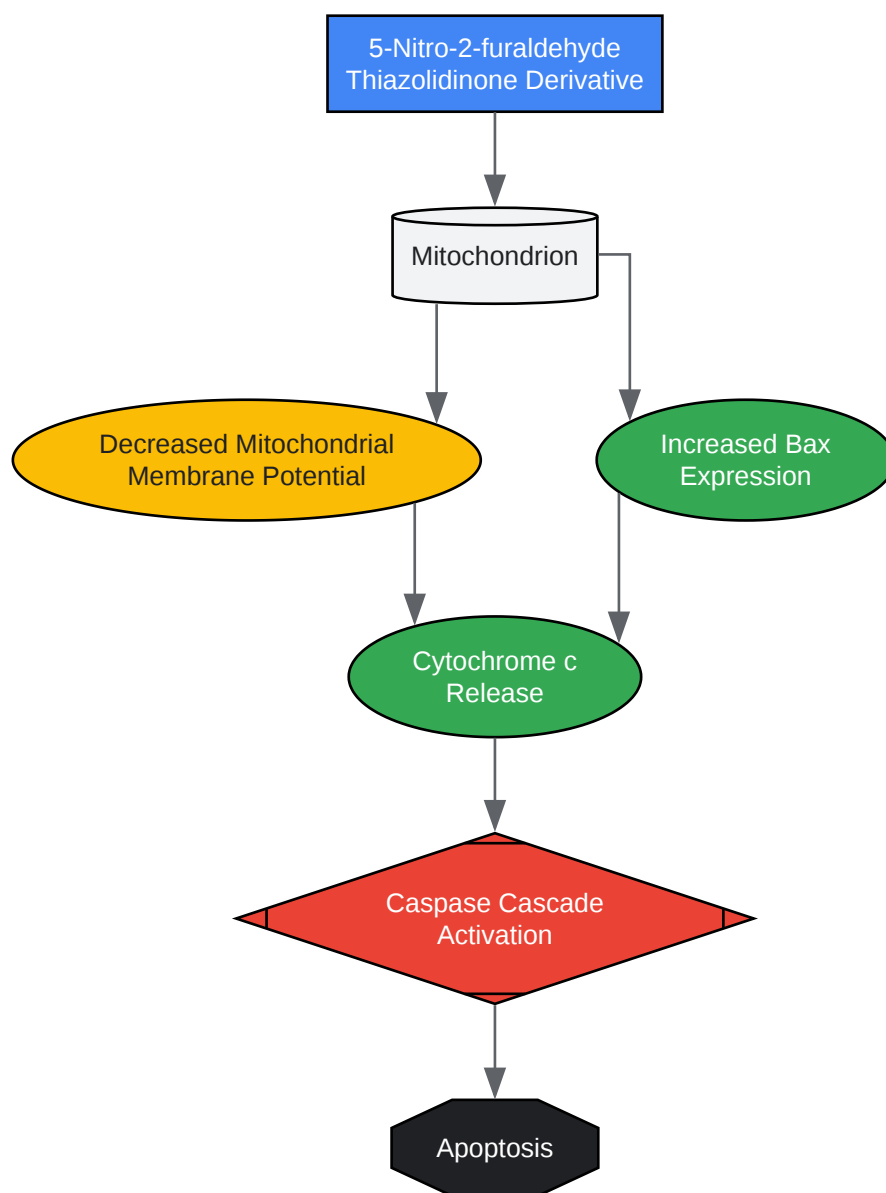 5-Nitro-2-furaldehyde
Thiazolidinone Derivative
Mitochondrion
Decreased Mitochondrial
Membrane Potential
Increased Bax
Expression
Cytochrome c
Release
Caspase Cascade
Activation
Apoptosis